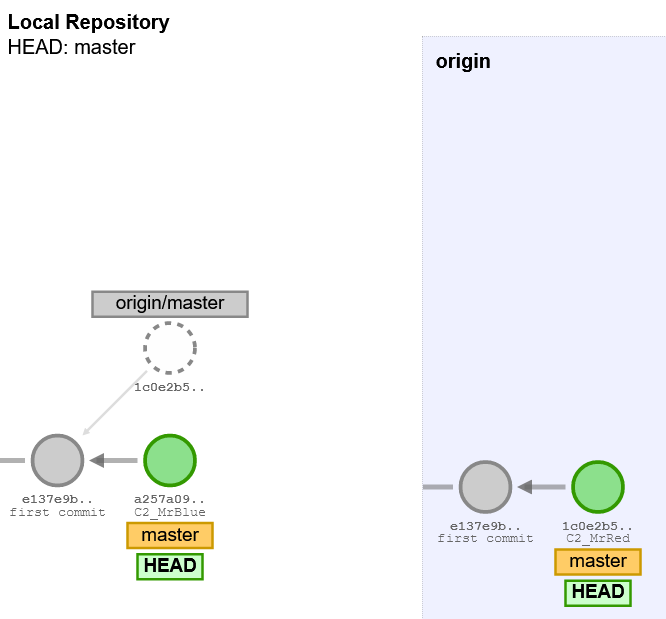 Local Repository
HEAD: master
origin
origin/master
1c0e2b5..
e137e9b..
first commit
a257a09..
C2_MrBlue
master
HEAD
e137e9b..
first commit
1c0e2b5..
C2_MrRed
master
HEAD